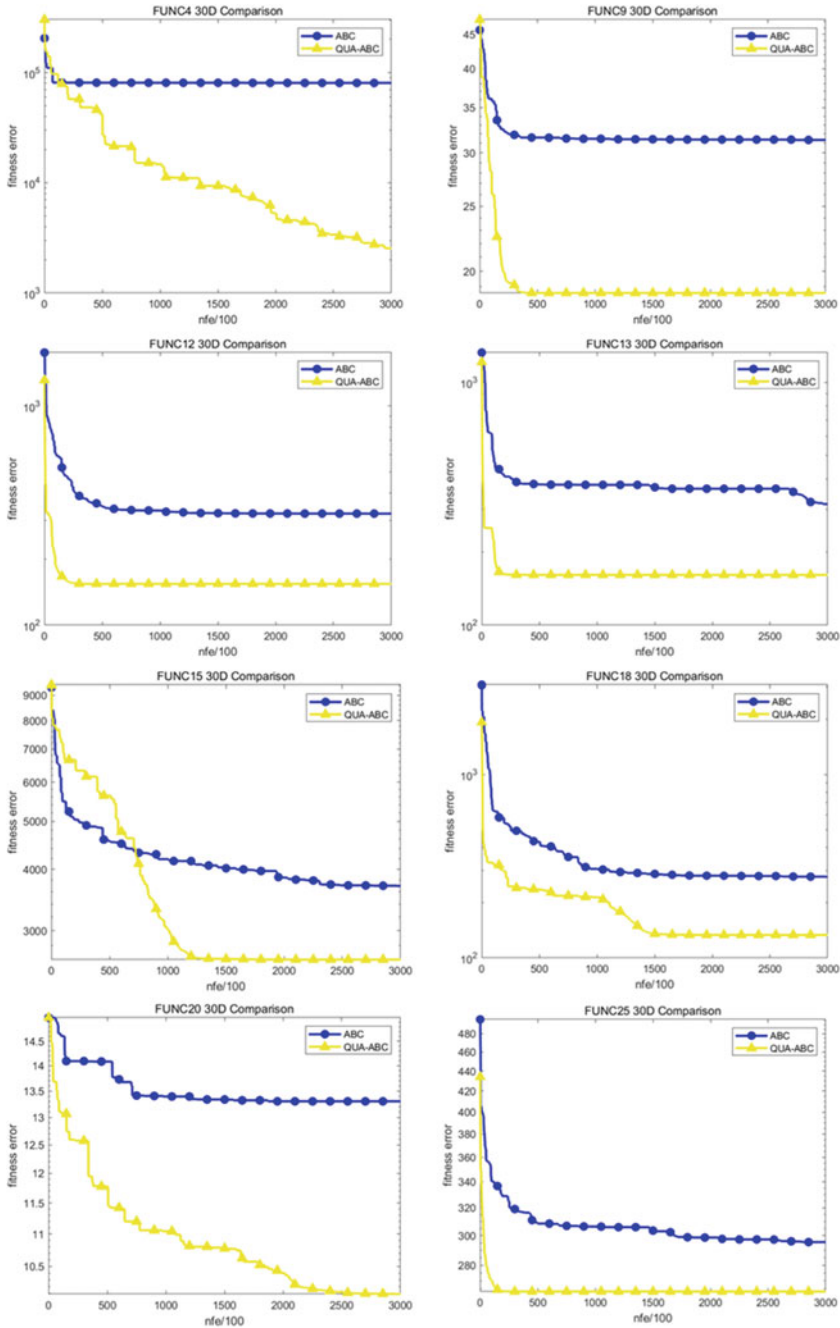 FUNC4 30D Comparison
ABC
QUA-ABC
10^5
10^4
10^3
fitness error
0 500 1000 1500 2000 2500 3000
nfe/100
FUNC9 30D Comparison
ABC
QUA-ABC
45
40
35
30
25
20
fitness error
0 500 1000 1500 2000 2500 3000
nfe/100
FUNC12 30D Comparison
ABC
QUA-ABC
10^3
10^2
fitness error
0 500 1000 1500 2000 2500 3000
nfe/100
FUNC13 30D Comparison
ABC
QUA-ABC
10^3
10^2
fitness error
0 500 1000 1500 2000 2500 3000
nfe/100
FUNC15 30D Comparison
ABC
QUA-ABC
9000
8000
7000
6000
5000
4000
3000
fitness error
0 500 1000 1500 2000 2500 3000
nfe/100
FUNC18 30D Comparison
ABC
QUA-ABC
10^3
10^2
fitness error
0 500 1000 1500 2000 2500 3000
nfe/100
FUNC20 30D Comparison
ABC
QUA-ABC
14.5
14
13.5
13
12.5
12
11.5
11
10.5
fitness error
0 500 1000 1500 2000 2500 3000
nfe/100
FUNC25 30D Comparison
ABC
QUA-ABC
480
460
440
420
400
380
360
340
320
300
280
fitness error
0 500 1000 1500 2000 2500 3000
nfe/100